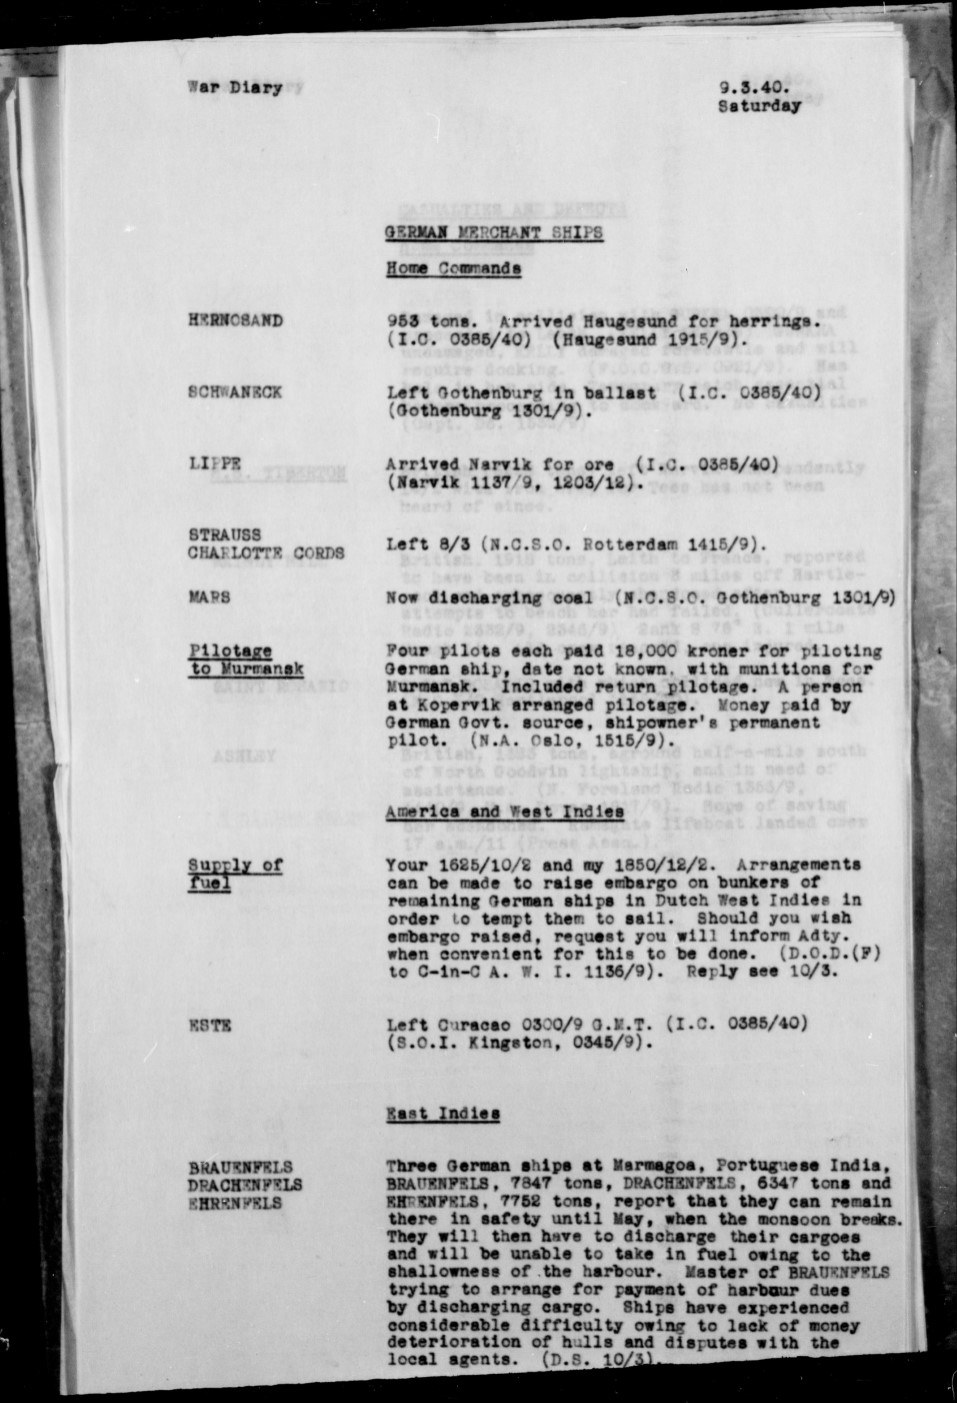 War Diary
9.3.40.
Saturday
GERMAN MERCHANT SHIPS
Home Commands
HERNOSAND
953 tons. Arrived Haugesund for herrings.
(I.C. 0385/40) (Haugesund 1915/9).
SCHWANECK
Left Gothenburg in ballast (I.C. 0385/40)
(Gothenburg 1301/9).
LIPPE
Arrived Narvik for ore (I.C. 0385/40)
(Narvik 1137/9, 1203/12).
STRAUSS
CHARLOTTE CORDS
Left 8/3 (N.C.S.O. Rotterdam 1415/9).
MARS
Now discharging coal (N.C.S.O. Gothenburg 1301/9)
Pilotage
to Murmansk
Four pilots each paid 18,000 kroner for piloting
German ship, date not known, with munitions for
Murmansk. Included return pilotage. A person
at Kopervik arranged pilotage. Money paid by
German Govt. source, shipowner's permanent
pilot. (N.A. Oslo, 1515/9).
America and West Indies
Supply of
fuel
Your 1625/10/2 and my 1850/12/2. Arrangements
can be made to raise embargo on bunkers of
remaining German ships in Dutch West Indies in
order to tempt them to sail. Should you wish
embargo raised, request you will inform Adty.
when convenient for this to be done. (D.O.D.(F)
to C-in-C A. W. I. 1136/9). Reply see 10/3.
ESTE
Left Curacao 0300/9 G.M.T. (I.C. 0385/40)
(S.O.I. Kingston, 0345/9).
East Indies
BRAUENFELS
DRACHENFELS
EHRENFELS
Three German ships at Marmagoa, Portuguese India,
BRAUENFELS, 7847 tons, DRACHENFELS, 6347 tons and
EHRENFELS, 7752 tons, report that they can remain
there in safety until May, when the monsoon breaks.
They will then have to discharge their cargoes
and will be unable to take in fuel owing to the
shallowness of the harbour. Master of BRAUENFELS
trying to arrange for payment of harbour dues
by discharging cargo. Ships have experienced
considerable difficulty owing to lack of money
deterioration of hulls and disputes with the
local agents. (D.S. 10/3).